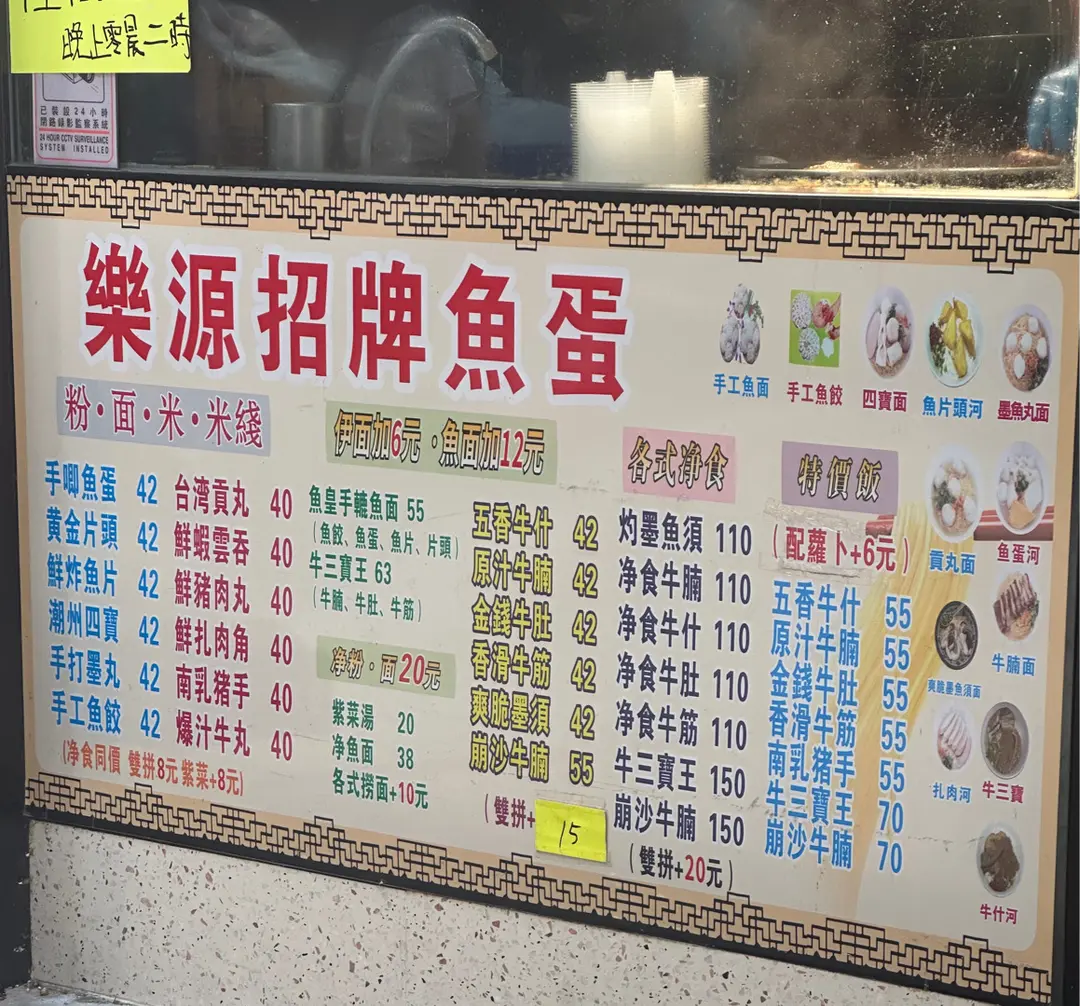 晚上零晨二時
已裝設24小時
閉路錄影監察系統
24 HOUR CCTV SURVEILLANCE
SYSTEM INSTALLED
樂源招牌魚蛋
手工魚面
手工魚餃
四寶面
魚片頭河
墨魚丸面
粉·面·米·米綫
手唧魚蛋 42
黄金片頭 42
鮮炸魚片 42
潮州四寶 42
手打墨丸 42
手工魚餃 42
台湾貢丸 40
鮮蝦雲吞 40
鮮豬肉丸 40
鮮扎肉角 40
南乳豬手 40
爆汁牛丸 40
(净食同價 雙拼8元 紫菜+8元)
伊面加6元·魚面加12元
魚皇手轆魚面 55
(魚餃、魚蛋、魚片、片頭)
牛三寶王 63
(牛腩、牛肚、牛筋)
净粉·面20元
紫菜湯 20
净魚面 38
各式撈面+10元
五香牛什 42
原汁牛腩 42
金錢牛肚 42
香滑牛筋 42
爽脆墨須 42
崩沙牛腩 55
(雙拼+15
各式净食
灼墨魚須 110
净食牛腩 110
净食牛什 110
净食牛肚 110
净食牛筋 110
牛三寶王 150
崩沙牛腩 150
(雙拼+20元)
特價飯
(配蘿卜+6元)
五香牛什 55
原汁牛腩 55
金錢牛肚 55
香滑牛筋 55
南乳豬手 55
牛三寶王 70
崩沙牛腩 70
貢丸面
鱼蛋河
爽脆墨魚須面
牛腩面
扎肉河
牛三寶
牛什河